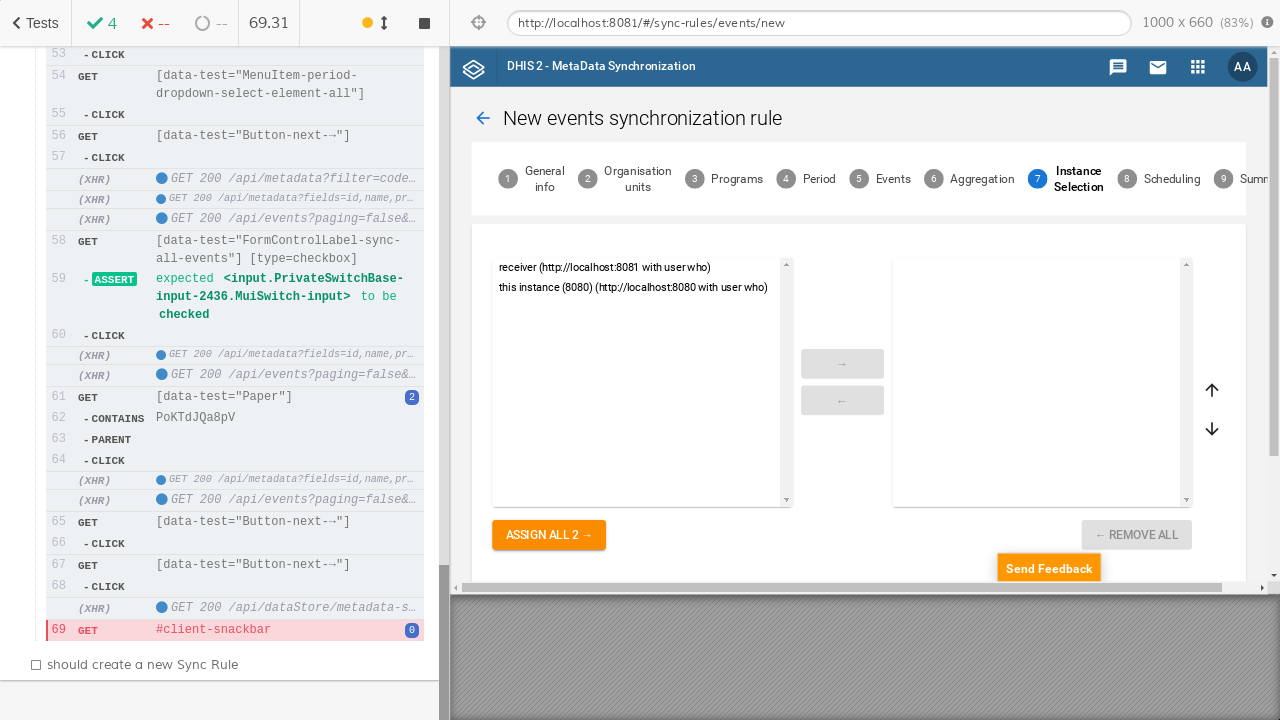 Tests
4
--
--
69.31
http://localhost:8081/#/sync-rules/events/new
1000 x 660 (83%)
53 -CLICK
54 GET [data-test="MenuItem-period-
dropdown-select-element-all"]
55 -CLICK
56 GET [data-test="Button-next-→"]
57 -CLICK
(XHR) GET 200 /api/metadata?filter=code…
(XHR) GET 200 /api/metadata?fields=id,name,pr…
(XHR) GET 200 /api/events?paging=false&…
58 GET [data-test="FormControlLabel-sync-
all-events"] [type=checkbox]
59 -ASSERT expected <input.PrivateSwitchBase-
input-2436.MuiSwitch-input> to be
checked
60 -CLICK
(XHR) GET 200 /api/metadata?fields=id,name,pr…
(XHR) GET 200 /api/events?paging=false&…
61 GET [data-test="Paper"] 2
62 -CONTAINS PoKTdJQa8pV
63 -PARENT
64 -CLICK
(XHR) GET 200 /api/metadata?fields=id,name,pr…
(XHR) GET 200 /api/events?paging=false&…
65 GET [data-test="Button-next-→"]
66 -CLICK
67 GET [data-test="Button-next-→"]
68 -CLICK
(XHR) GET 200 /api/dataStore/metadata-s…
69 GET #client-snackbar 0
should create a new Sync Rule
DHIS 2 - MetaData Synchronization
AA
New events synchronization rule
1 General info
2 Organisation units
3 Programs
4 Period
5 Events
6 Aggregation
7 Instance Selection
8 Scheduling
9 Summ
receiver (http://localhost:8081 with user who)
this instance (8080) (http://localhost:8080 with user who)
→
←
ASSIGN ALL 2 →
← REMOVE ALL
Send Feedback